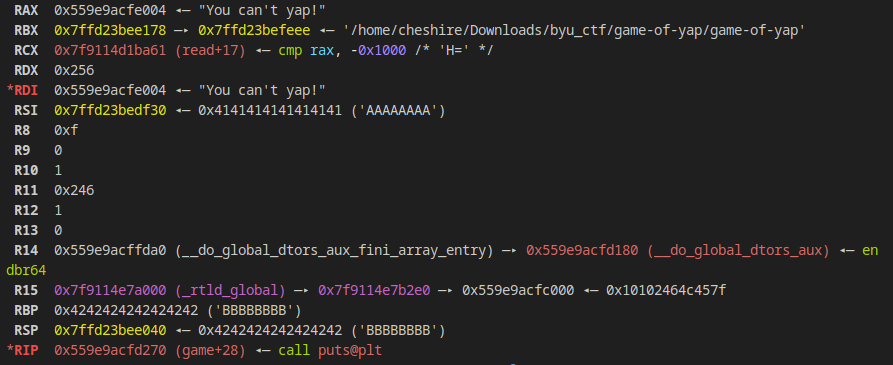 RAX 0x559e9acfe004 ◂— "You can't yap!"
RBX 0x7ffd23bee178 —▸ 0x7ffd23befeee ◂— '/home/cheshire/Downloads/byu_ctf/game-of-yap/game-of-yap'
RCX 0x7f9114d1ba61 (read+17) ◂— cmp rax, -0x1000 /* 'H=' */
RDX 0x256
*RDI 0x559e9acfe004 ◂— "You can't yap!"
RSI 0x7ffd23bedf30 ◂— 0x4141414141414141 ('AAAAAAAA')
R8 0xf
R9 0
R10 1
R11 0x246
R12 1
R13 0
R14 0x559e9acffda0 (__do_global_dtors_aux_fini_array_entry) —▸ 0x559e9acfd180 (__do_global_dtors_aux) ◂— en
dbr64
R15 0x7f9114e7a000 (_rtld_global) —▸ 0x7f9114e7b2e0 —▸ 0x559e9acfc000 ◂— 0x10102464c457f
RBP 0x4242424242424242 ('BBBBBBBB')
RSP 0x7ffd23bee040 ◂— 0x4242424242424242 ('BBBBBBBB')
*RIP 0x559e9acfd270 (game+28) ◂— call puts@plt